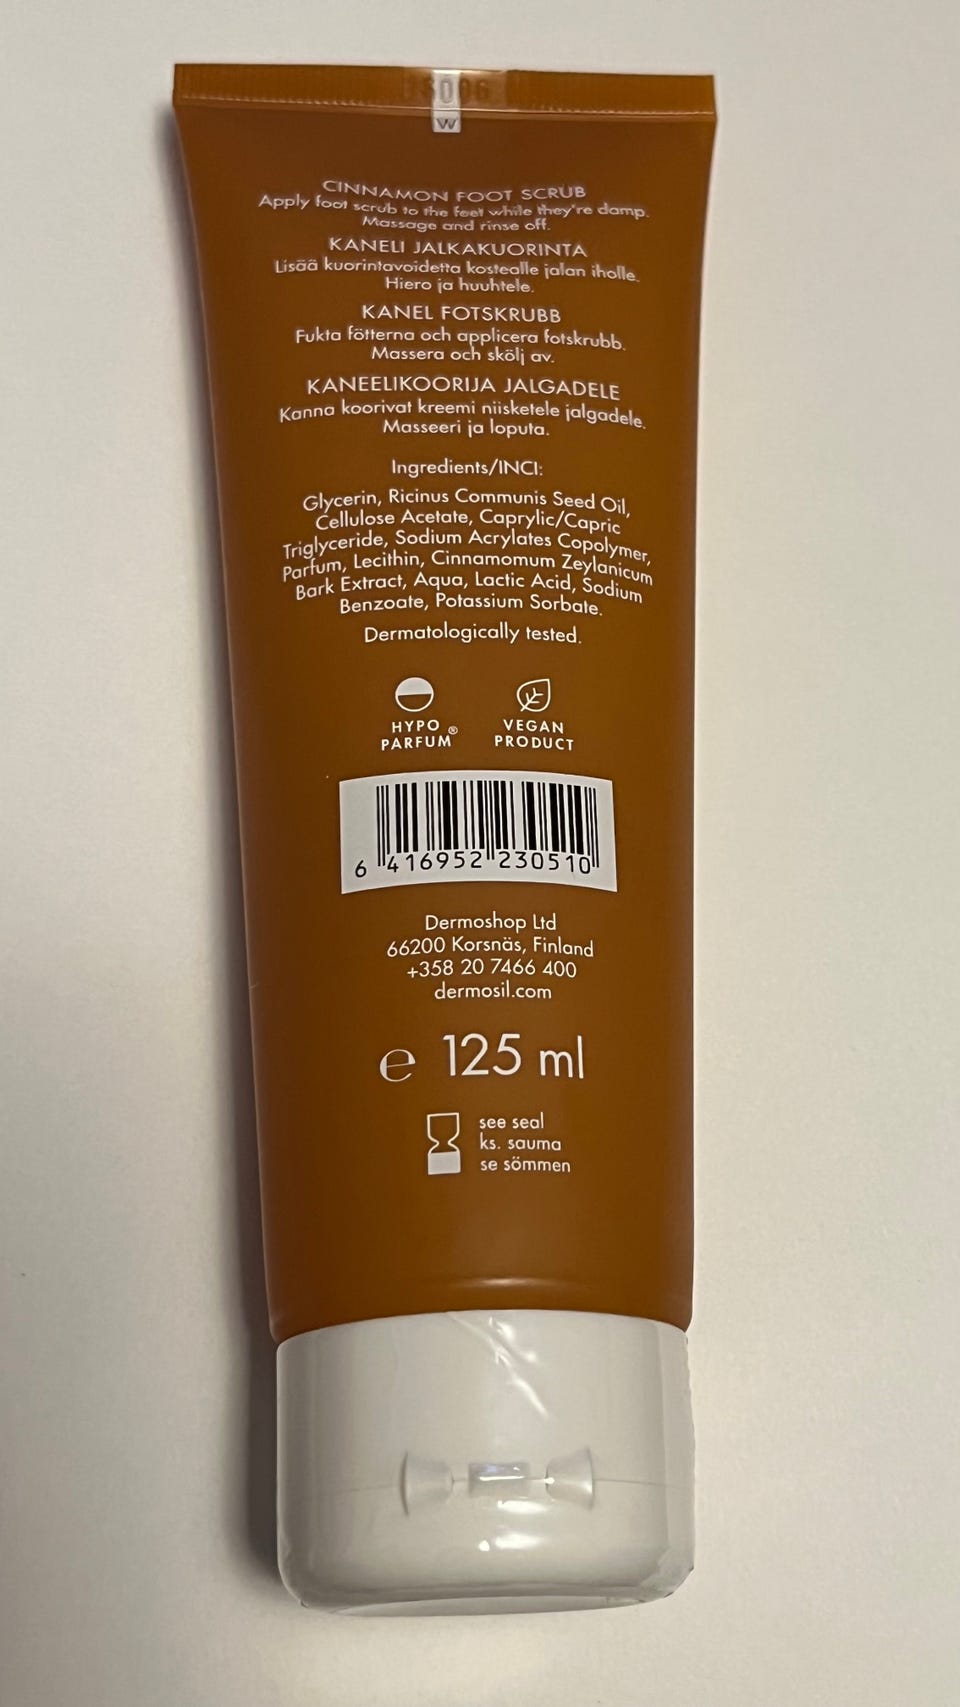 W
CINNAMON FOOT SCRUB
Apply foot scrub to the feet while they're damp.
Massage and rinse off.
KANELI JALKAKUORINTA
Lisää kuorintavoidetta kostealle jalan iholle.
Hiero ja huuhtele.
KANEL FOTSKRUBB
Fukta fötterna och applicera fotskrubb.
Massera och skölj av.
KANEELIKOORIJA JALGADELE
Kanna koorivat kreemi niisketele jalgadele.
Masseeri ja loputa.
Ingredients/INCI:
Glycerin, Ricinus Communis Seed Oil,
Cellulose Acetate, Caprylic/Capric
Triglyceride, Sodium Acrylates Copolymer,
Parfum, Lecithin, Cinnamomum Zeylanicum
Bark Extract, Aqua, Lactic Acid, Sodium
Benzoate, Potassium Sorbate.
Dermatologically tested.
HYPO
PARFUM®
VEGAN
PRODUCT
6 416952 230510
Dermoshop Ltd
66200 Korsnäs, Finland
+358 20 7466 400
dermosil.com
e 125 ml
see seal
ks. sauma
se sömmen